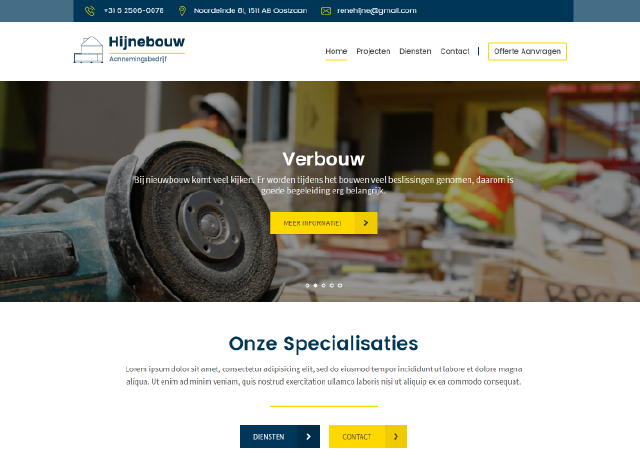 +31 6 2506-0076 Noordeinde 81, 1511 AB Oostzaan renehijne@gmail.com
Hijnebouw
Aannemingsbedrijf
Home Projecten Diensten Contact Offerte Aanvragen
Verbouw
Bij nieuwbouw komt veel kijken. Er worden tijdens het bouwen veel beslissingen genomen, daarom is
goede begeleiding erg belangrijk.
MEER INFORMATIE!
Onze Specialisaties
Lorem ipsum dolor sit amet, consectetur adipisicing elit, sed do eiusmod tempor incididunt ut labore et dolore magna
aliqua. Ut enim ad minim veniam, quis nostrud exercitation ullamco laboris nisi ut aliquip ex ea commodo consequat.
DIENSTEN CONTACT